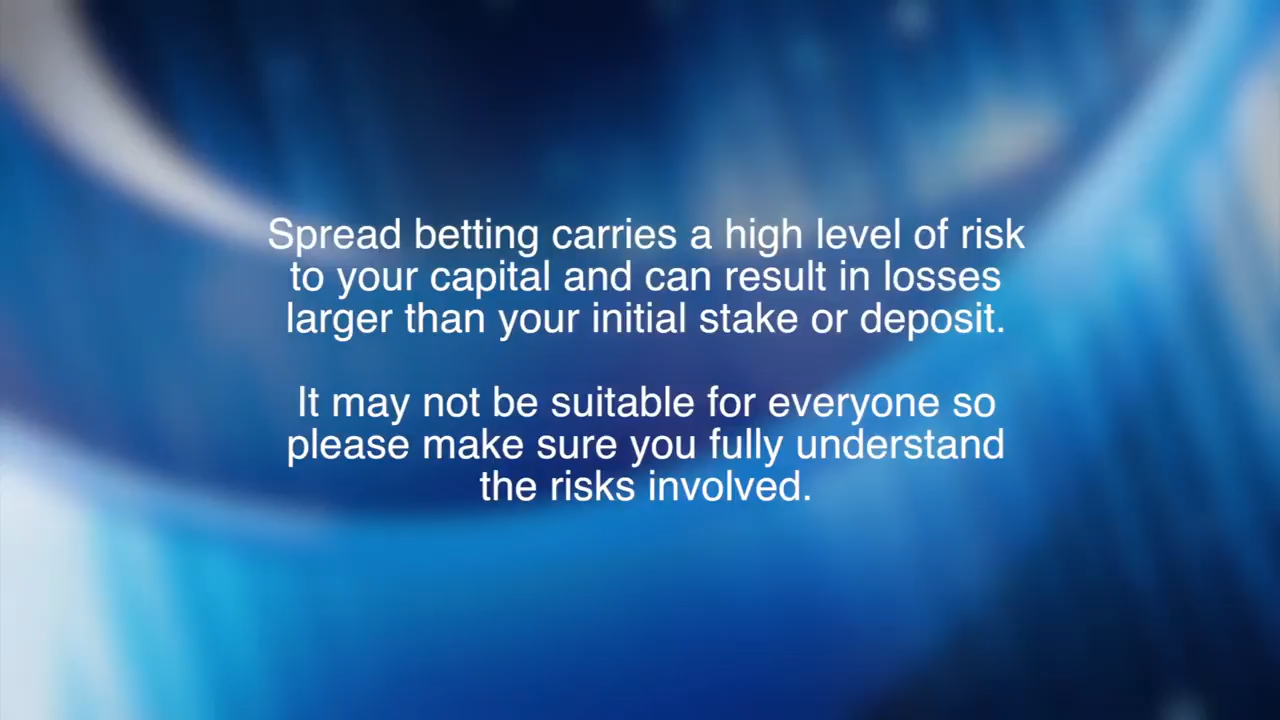 Spread betting carries a high level of risk
to your capital and can result in losses
larger than your initial stake or deposit.
It may not be suitable for everyone so
please make sure you fully understand
the risks involved.